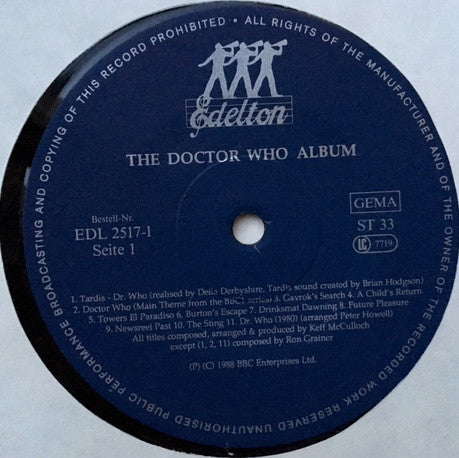 PERFORMANCE BROADCASTING AND COPYING OF THIS RECORD PROHIBITED • ALL RIGHTS OF THE MANUFACTURER AND OF THE OWNER OF THE RECORDED WORK RESERVED UNAUTHORISED PUBLIC
Edelton
THE DOCTOR WHO ALBUM
Bestell-Nr.
EDL 2517-1
Seite 1
GEMA
ST 33
LC 7719
1. Tardis - Dr. Who (realised by Delia Derbyshire, Tardis sound created by Brian Hodgson)
2. Doctor Who (Main Theme from the BBC1 series) 3. Gavrok's Search 4. A Child's Return
5. Towers El Paradiso 6. Burton's Escape 7. Drinksmat Dawning 8. Future Pleasure
9. Newsreel Past 10. The Sting 11. Dr. Who (1980) (arranged Peter Howell)
All titles composed, arranged & produced by Keff McCulloch
except (1, 2, 11) composed by Ron Grainer
(P) (C) 1988 BBC Enterprises Ltd.